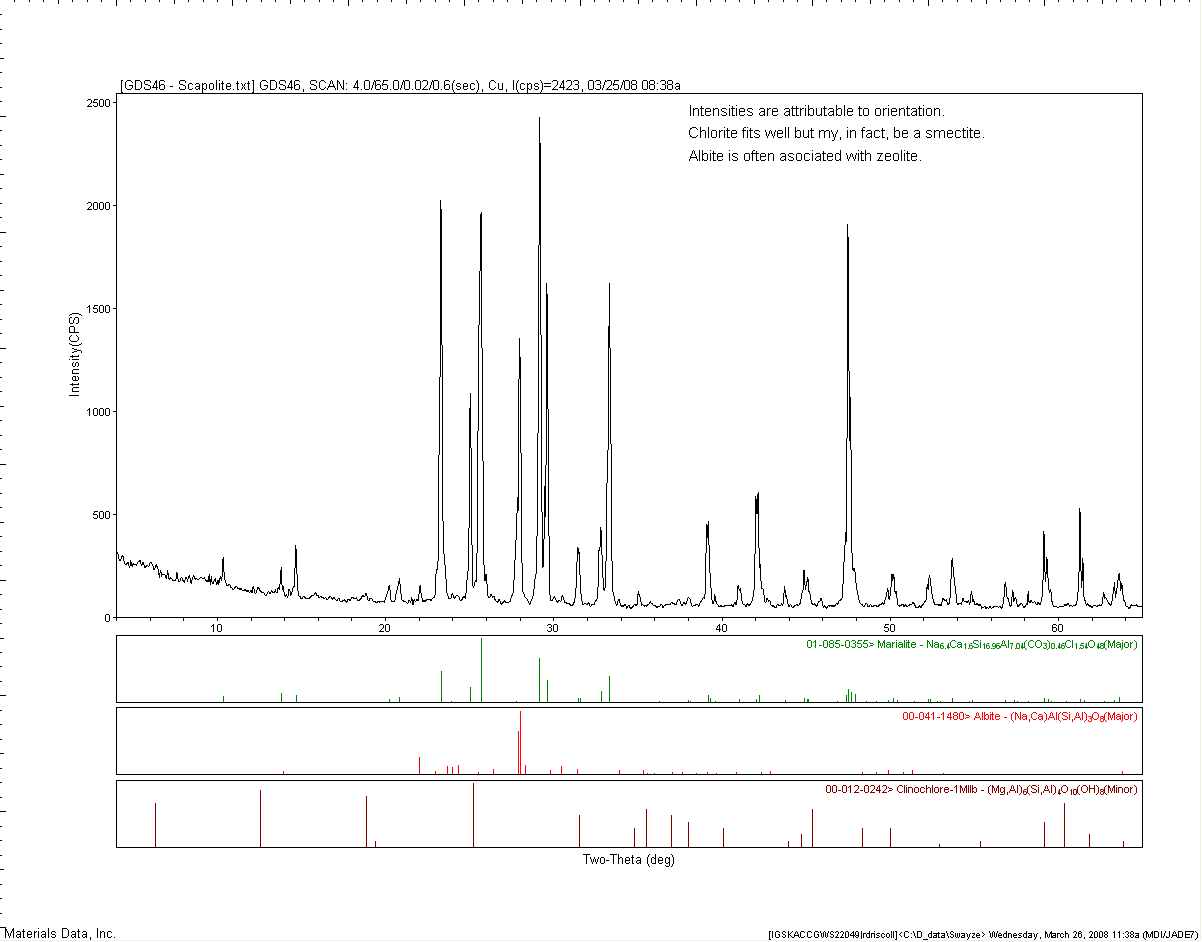 [GDS46 - Scapolite.txt] GDS46, SCAN: 4.0/65.0/0.02/0.6(sec), Cu, I(cps)=2423, 03/25/08 08:38a
Intensities are attributable to orientation.
Chlorite fits well but my, in fact, be a smectite.
Albite is often asociated with zeolite.
2500
2000
1500
1000
500
0
Intensity(CPS)
10 20 30 40 50 60
01-085-0355> Marialite - Na6.4Ca1.6Si16.96Al7.04(CO3)0.46Cl1.54O48(Major)
00-041-1480> Albite - (Na,Ca)Al(Si,Al)3O8(Major)
00-012-0242> Clinochlore-1MIIb - (Mg,Al)6(Si,Al)4O10(OH)8(Minor)
Two-Theta (deg)
Materials Data, Inc.
[IGSKACCGWS22049|rdriscoll]<C:\D_data\Swayze> Wednesday, March 26, 2008 11:38a (MDI/JADE7)